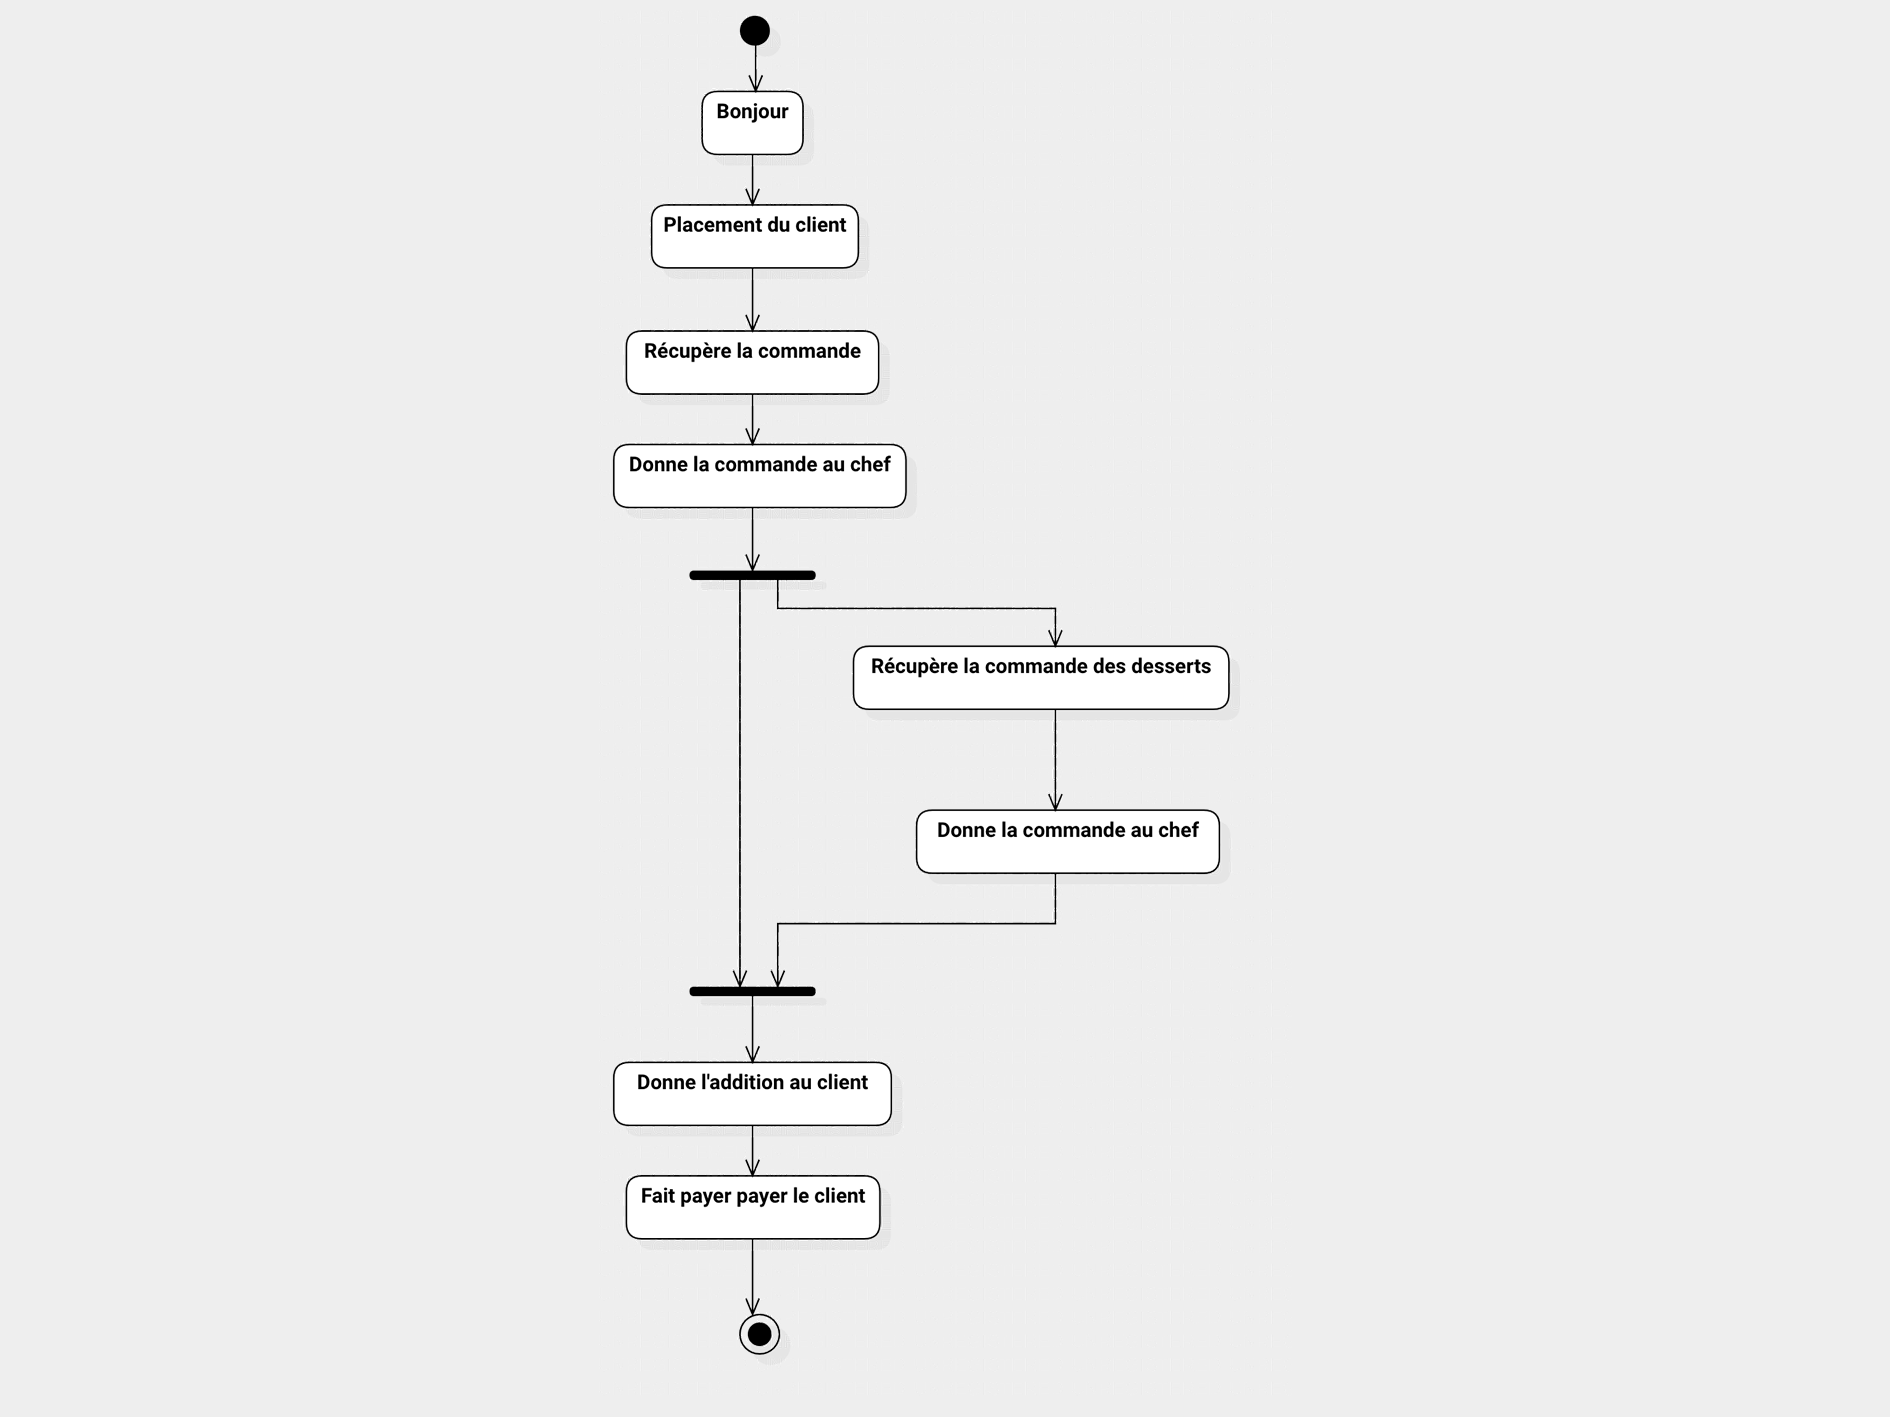 Bonjour
Placement du client
Récupère la commande
Donne la commande au chef
Récupère la commande des desserts
Donne la commande au chef
Donne l'addition au client
Fait payer payer le client